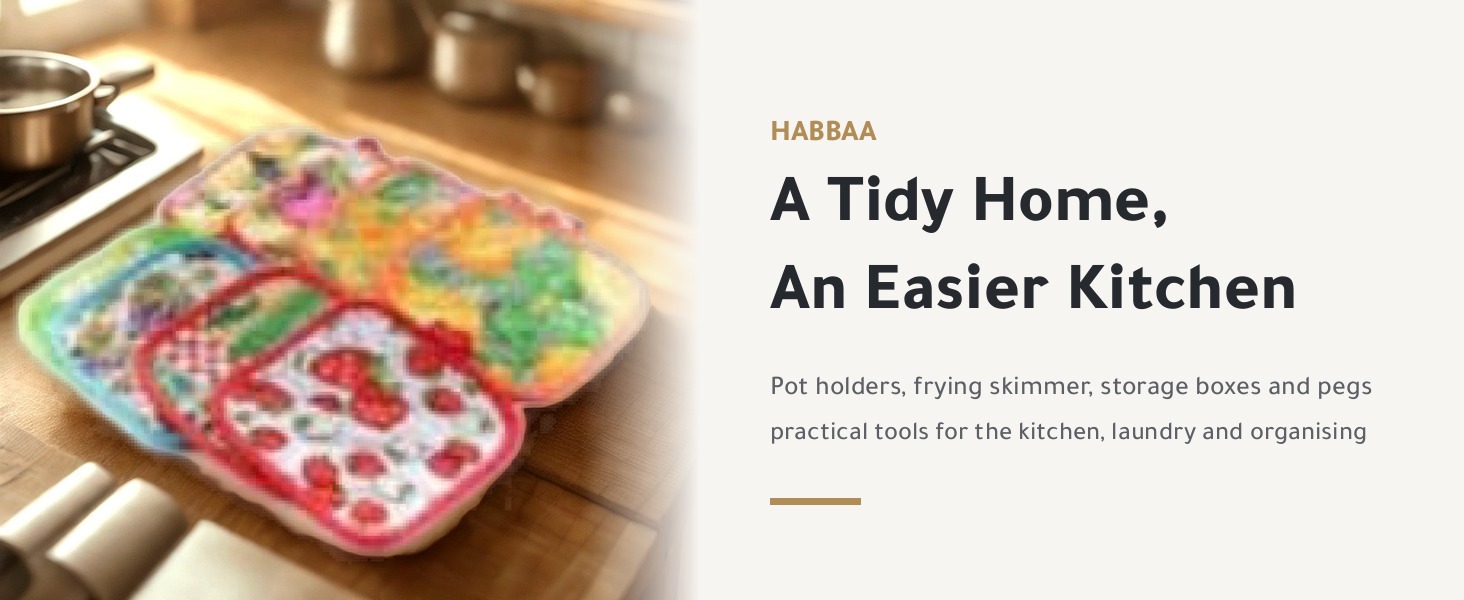 HABBAA
A Tidy Home,
An Easier Kitchen
Pot holders, frying skimmer, storage boxes and pegs
practical tools for the kitchen, laundry and organising